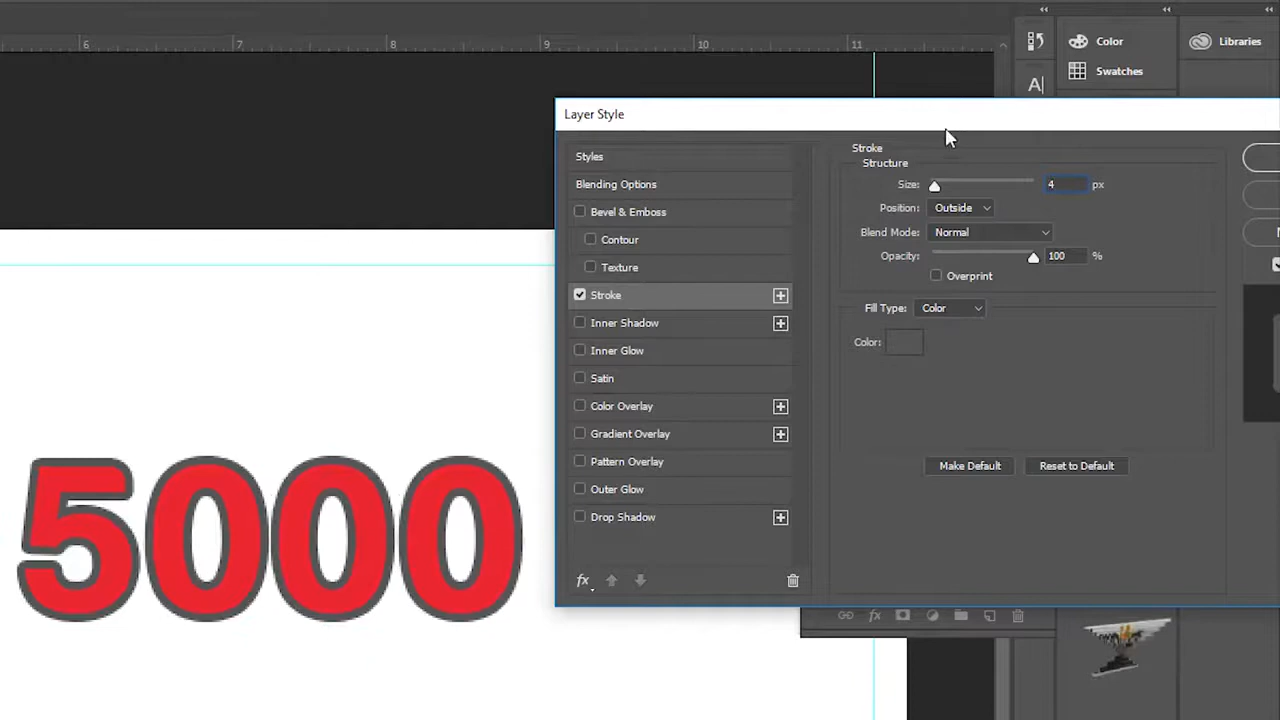 6 7 8 9 10 11
Color
Libraries
Swatches
A
Layer Style
Styles
Blending Options
Bevel & Emboss
Contour
Texture
Stroke
Inner Shadow
Inner Glow
Satin
Color Overlay
Gradient Overlay
Pattern Overlay
Outer Glow
Drop Shadow
fx
Stroke
Structure
Size: 4 px
Position: Outside
Blend Mode: Normal
Opacity: 100 %
Overprint
Fill Type: Color
Color:
Make Default
Reset to Default
5000
fx